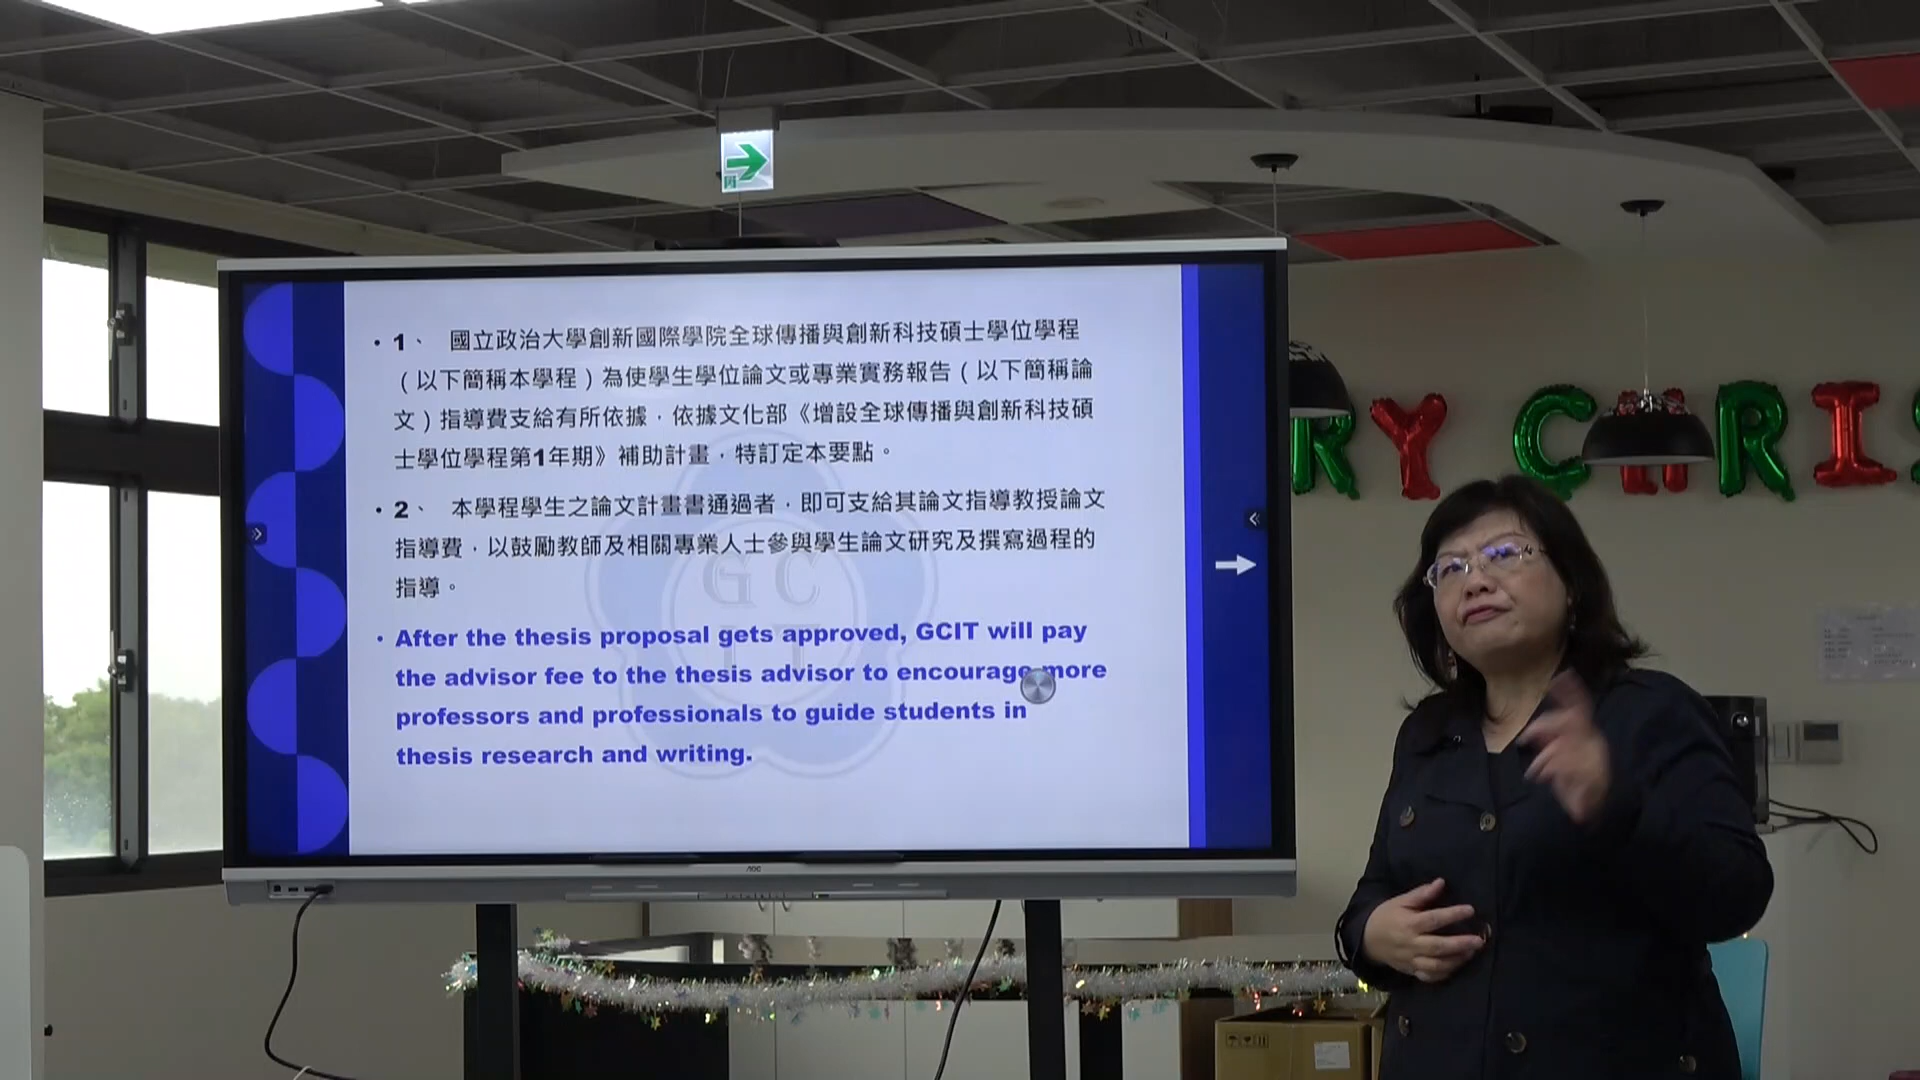 • 1、 國立政治大學創新國際學院全球傳播與創新科技碩士學位學程
（以下簡稱本學程）為使學生學位論文或專業實務報告（以下簡稱論
文）指導費支給有所依據，依據文化部《增設全球傳播與創新科技碩
士學位學程第1年期》補助計畫，特訂定本要點。
• 2、 本學程學生之論文計畫書通過者，即可支給其論文指導教授論文
指導費，以鼓勵教師及相關專業人士參與學生論文研究及撰寫過程的
指導。
• After the thesis proposal gets approved, GCIT will pay
the advisor fee to the thesis advisor to encourage more
professors and professionals to guide students in
thesis research and writing.
GC
IT
AOC
RY CHRIS